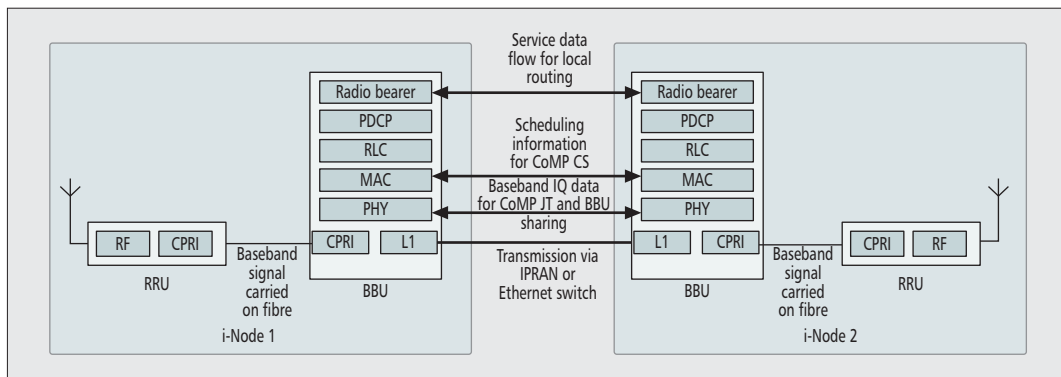 Service data
flow for local
routing
Radio bearer
PDCP
RLC
MAC
PHY
CPRI
L1
BBU
RF
CPRI
RRU
Baseband
signal
carried
on fibre
i-Node 1
Scheduling
information
for CoMP CS
Baseband IQ data
for CoMP JT and BBU
sharing
Transmission via
IPRAN or
Ethernet switch
Radio bearer
PDCP
RLC
MAC
PHY
L1
CPRI
BBU
Baseband
signal
carried
on fibre
CPRI
RF
RRU
i-Node 2